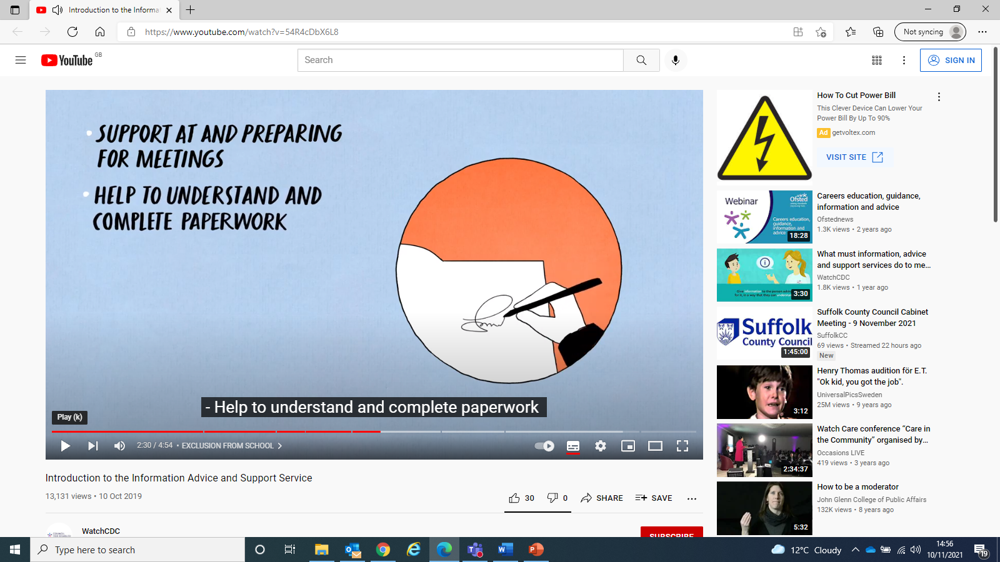 Introduction to the Informa
https://www.youtube.com/watch?v=54R4cDbX6L8
Not syncing
YouTube GB
Search
SIGN IN
• SUPPORT AT AND PREPARING
FOR MEETINGS
• HELP TO UNDERSTAND AND
COMPLETE PAPERWORK
- Help to understand and complete paperwork
Play (k)
2:30 / 4:54 • EXCLUSION FROM SCHOOL
Introduction to the Information Advice and Support Service
13,131 views • 10 Oct 2019
30
0
SHARE
SAVE
WatchCDC
SUBSCRIBE
How To Cut Power Bill
This Clever Device Can Lower Your
Power Bill By Up To 90%
Ad getvoltex.com
VISIT SITE
Webinar
Ofsted
Careers education,
guidance,
information and
advice
18:28
Careers education, guidance,
information and advice
Ofstednews
1.3K views • 2 years ago
3:30
What must information, advice
and support services do to me...
WatchCDC
1.8K views • 1 year ago
Suffolk
County Council
1:45:00
Suffolk County Council Cabinet
Meeting - 9 November 2021
SuffolkCC
69 views • Streamed 22 hours ago
New
3:12
Henry Thomas audition för E.T.
"Ok kid, you got the job".
UniversalPicsSweden
25M views • 9 years ago
2:34:37
Watch Care conference “Care in
the Community” organised by...
Occasions LIVE
419 views • 3 years ago
5:32
How to be a moderator
John Glenn College of Public Affairs
132K views • 8 years ago
Type here to search
12°C Cloudy
14:56
10/11/2021
19